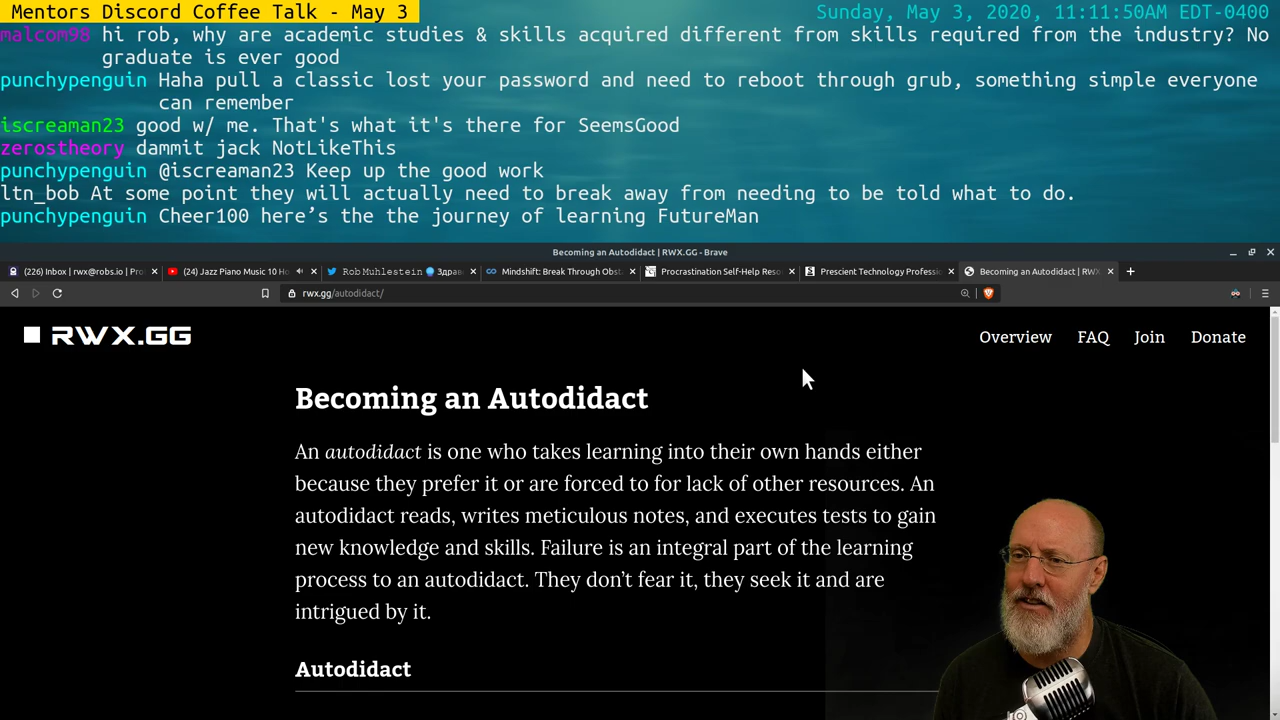 Mentors Discord Coffee Talk - May 3
Sunday, May 3, 2020, 11:11:50AM EDT-0400
malcom98 hi rob, why are academic studies & skills acquired different from skills required from the industry? No
graduate is ever good
punchypenguin Haha pull a classic lost your password and need to reboot through grub, something simple everyone
can remember
iscreaman23 good w/ me. That's what it's there for SeemsGood
zerostheory dammit jack NotLikeThis
punchypenguin @iscreaman23 Keep up the good work
ltn_bob At some point they will actually need to break away from needing to be told what to do.
punchypenguin Cheer100 here's the the journey of learning FutureMan
Becoming an Autodidact | RWX.GG - Brave
(226) Inbox | rwx@robs.io | Pro
(24) Jazz Piano Music 10 Ho
Rob Muhlestein Здрав
Mindshift: Break Through Obst
Procrastination Self-Help Reso
Prescient Technology Professio
Becoming an Autodidact | RWX
rwx.gg/autodidact/
RWX.GG
Overview FAQ Join Donate
Becoming an Autodidact
An autodidact is one who takes learning into their own hands either
because they prefer it or are forced to for lack of other resources. An
autodidact reads, writes meticulous notes, and executes tests to gain
new knowledge and skills. Failure is an integral part of the learning
process to an autodidact. They don't fear it, they seek it and are
intrigued by it.
Autodidact